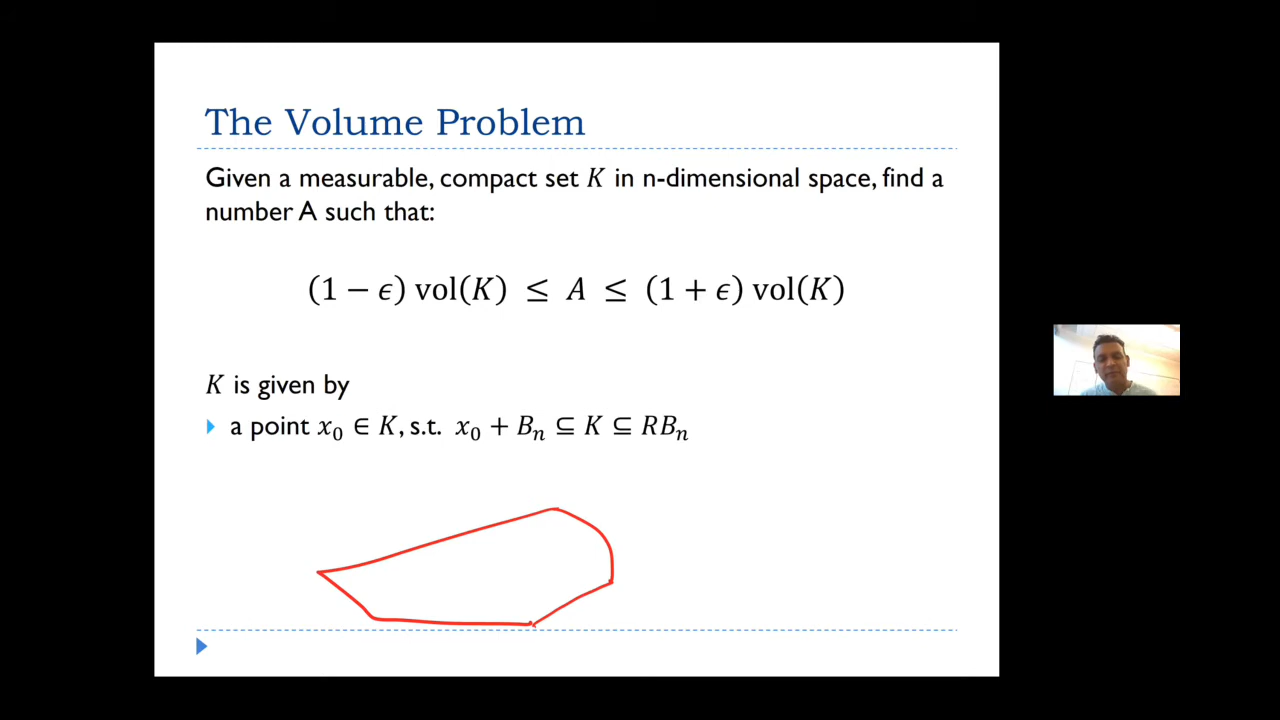 The Volume Problem
Given a measurable, compact set K in n-dimensional space, find a
number A such that:
(1 − ϵ) vol(K) ≤ A ≤ (1 + ϵ) vol(K)
K is given by
a point x₀ ∈ K, s.t. x₀ + Bₙ ⊆ K ⊆ RBₙ